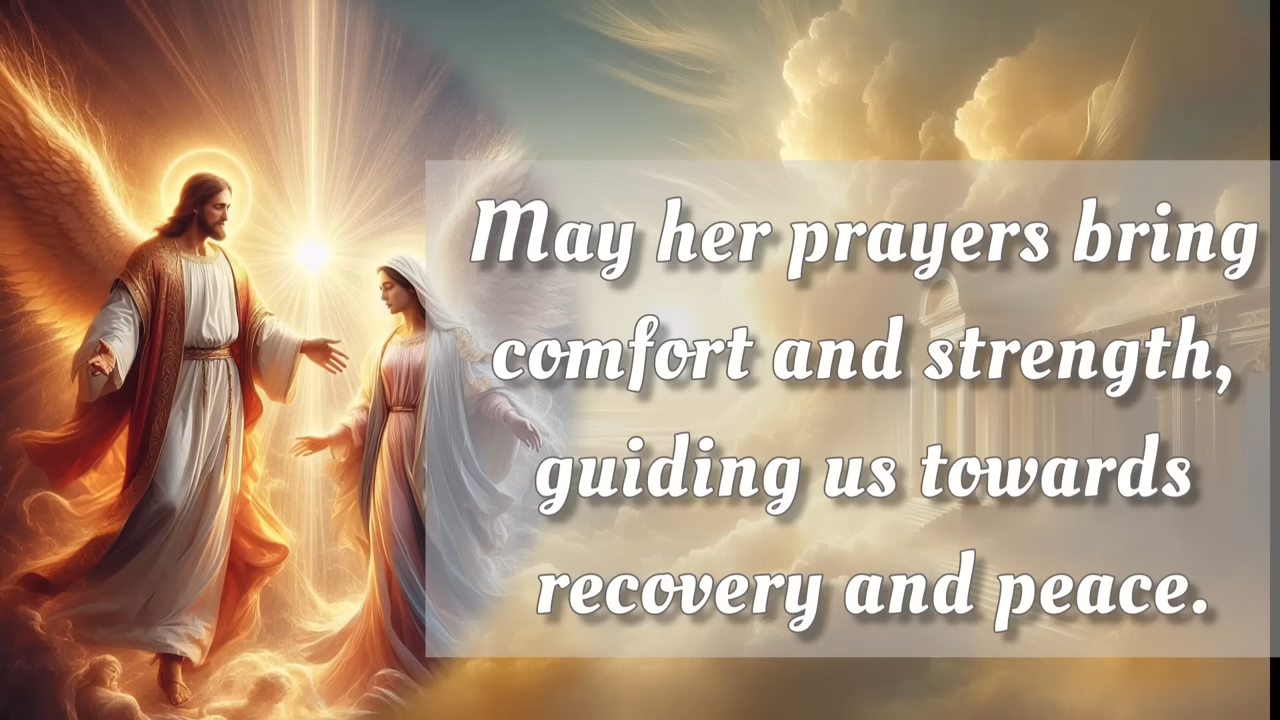 May her prayers bring
comfort and strength,
guiding us towards
recovery and peace.